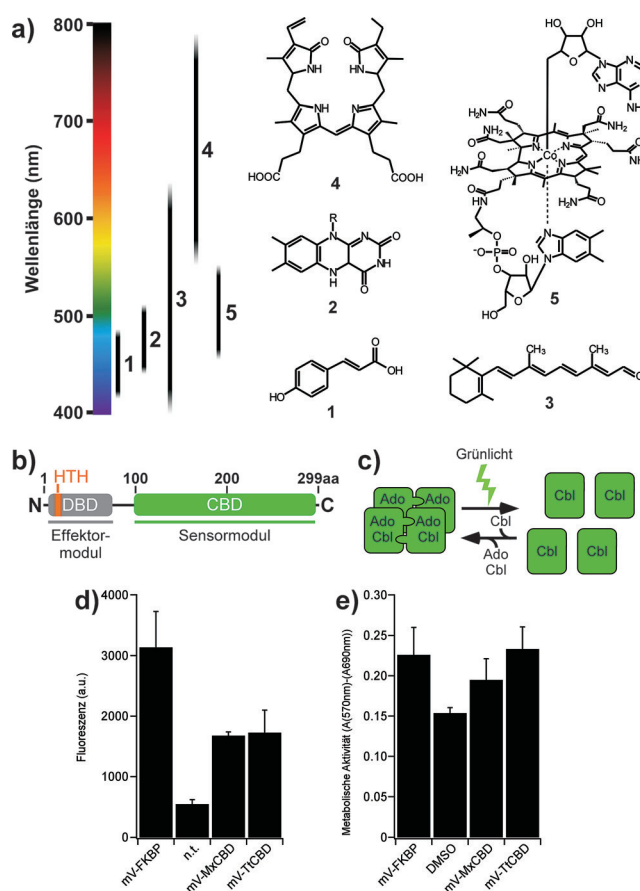 a)
Wellenlänge (nm)
800
700
600
500
400
1
2
3
4
5
O
NH
O
HN
NH
N
HOOC
COOH
4
R
N
N
O
NH
N
H
O
2
O
OH
HO
1
HO
OH
O
N
N
N
N
H2N
O
O
NH2
Co
HN
O
O
O
P
-O
O
O
OH
N
N
O
HO
5
CH3
CH3
O
3
b)
1
HTH
100
200
299aa
N
DBD
CBD
C
Effektor-
modul
Sensormodul
c)
Grünlicht
Ado
Ado
Ado
Ado
Cbl
Cbl
Cbl
Ado
Cbl
Cbl
Cbl
Cbl
Cbl
d)
Fluoreszenz (a.u.)
4000
3000
2000
1000
0
mV-FKBP
n.t.
mV-MxCBD
mV-TtCBD
e)
Metabolische Aktivität (A(570nm)-(A690nm))
0.30
0.25
0.20
0.15
0.10
0.05
0.00
mV-FKBP
DMSO
mV-MxCBD
mV-TtCBD